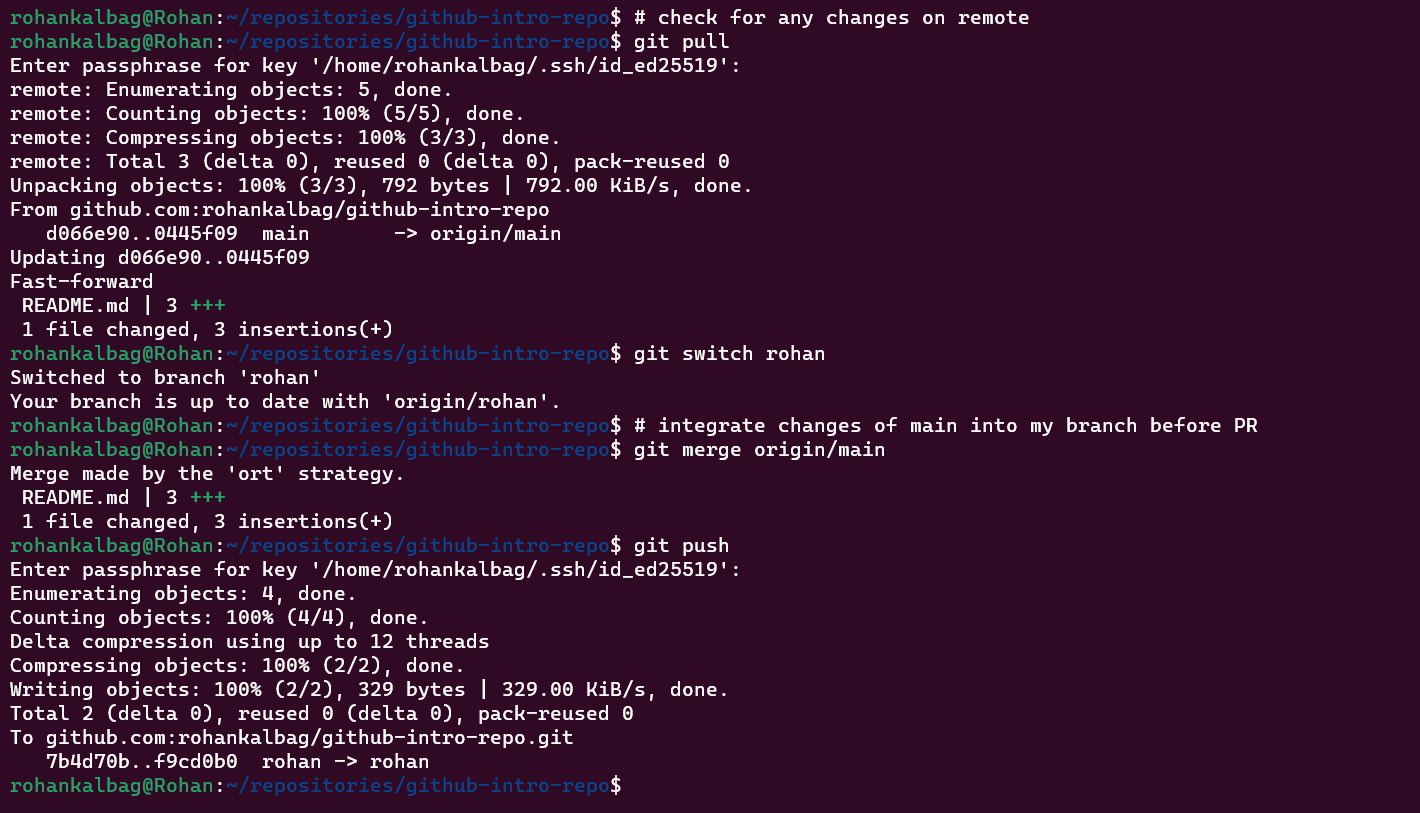 rohankalbag@Rohan:~/repositories/github-intro-repo$ # check for any changes on remote
rohankalbag@Rohan:~/repositories/github-intro-repo$ git pull
Enter passphrase for key '/home/rohankalbag/.ssh/id_ed25519':
remote: Enumerating objects: 5, done.
remote: Counting objects: 100% (5/5), done.
remote: Compressing objects: 100% (3/3), done.
remote: Total 3 (delta 0), reused 0 (delta 0), pack-reused 0
Unpacking objects: 100% (3/3), 792 bytes | 792.00 KiB/s, done.
From github.com:rohankalbag/github-intro-repo
   d066e90..0445f09  main       -> origin/main
Updating d066e90..0445f09
Fast-forward
 README.md | 3 +++
 1 file changed, 3 insertions(+)
rohankalbag@Rohan:~/repositories/github-intro-repo$ git switch rohan
Switched to branch 'rohan'
Your branch is up to date with 'origin/rohan'.
rohankalbag@Rohan:~/repositories/github-intro-repo$ # integrate changes of main into my branch before PR
rohankalbag@Rohan:~/repositories/github-intro-repo$ git merge origin/main
Merge made by the 'ort' strategy.
 README.md | 3 +++
 1 file changed, 3 insertions(+)
rohankalbag@Rohan:~/repositories/github-intro-repo$ git push
Enter passphrase for key '/home/rohankalbag/.ssh/id_ed25519':
Enumerating objects: 4, done.
Counting objects: 100% (4/4), done.
Delta compression using up to 12 threads
Compressing objects: 100% (2/2), done.
Writing objects: 100% (2/2), 329 bytes | 329.00 KiB/s, done.
Total 2 (delta 0), reused 0 (delta 0), pack-reused 0
To github.com:rohankalbag/github-intro-repo.git
   7b4d70b..f9cd0b0  rohan -> rohan
rohankalbag@Rohan:~/repositories/github-intro-repo$